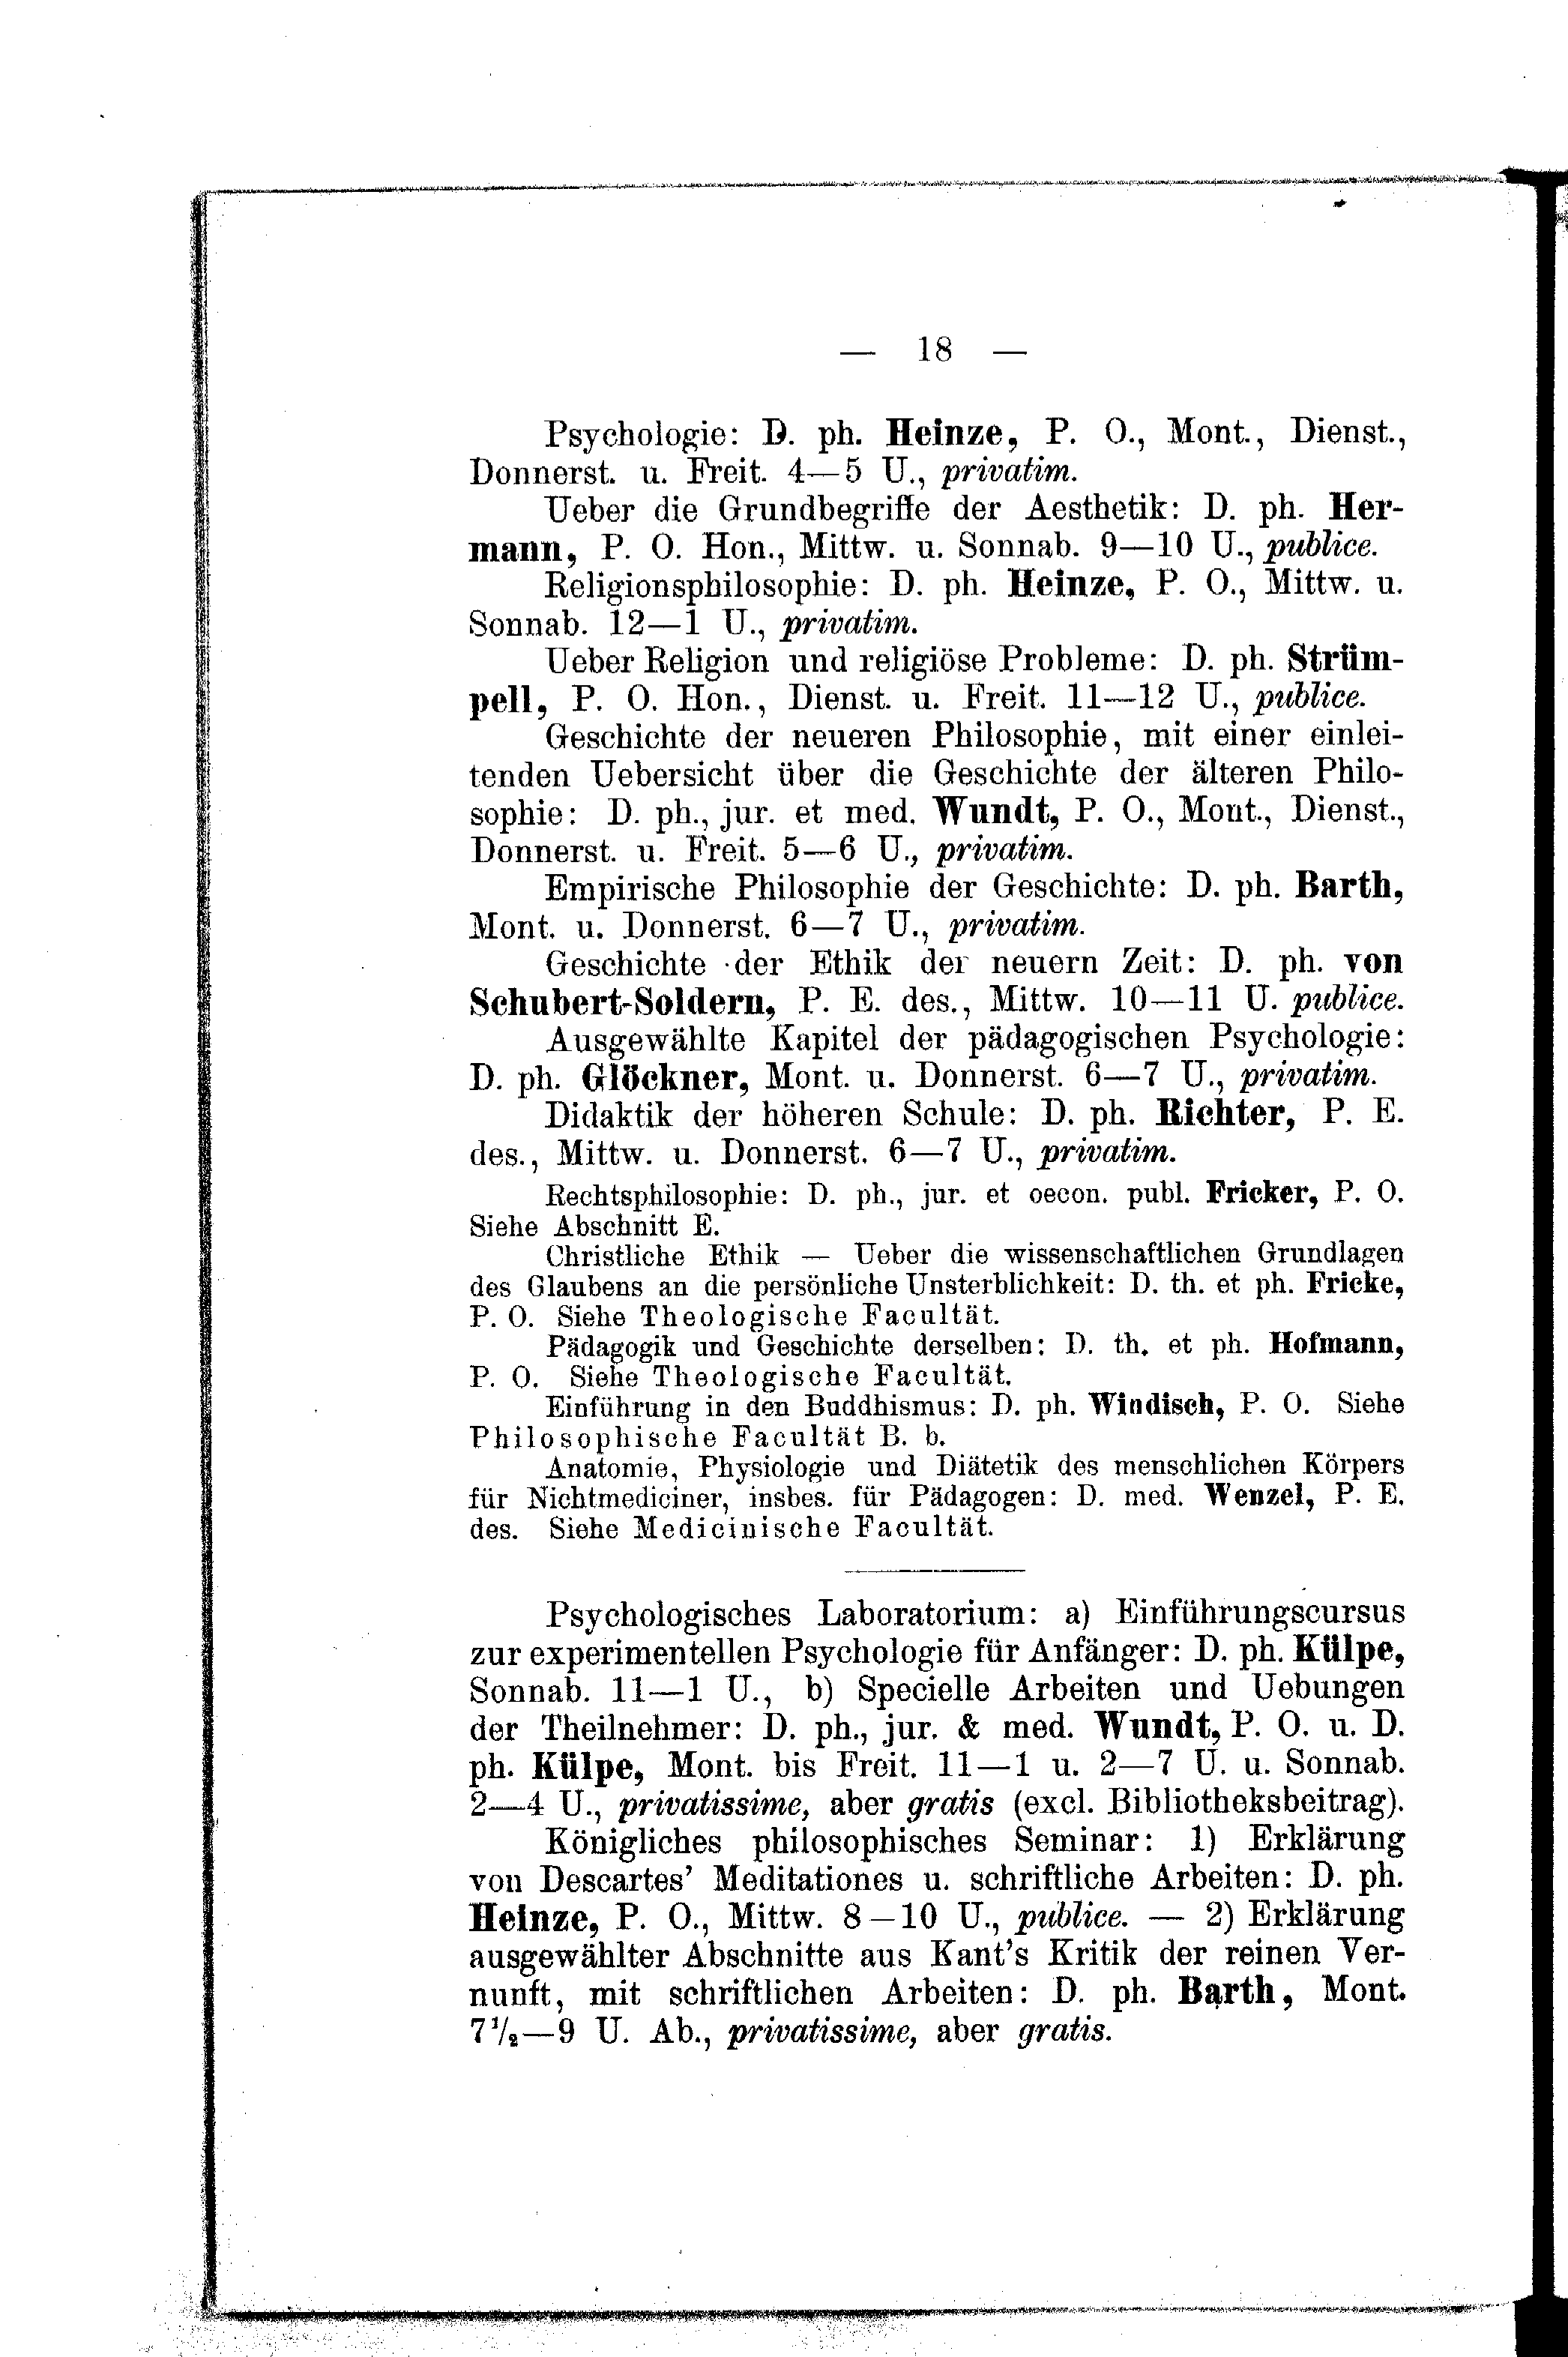 — 18 —
Psychologie: D. ph. Heinze, P. O., Mont., Dienst.,
Donnerst. u. Freit. 4—5 U., privatim.
Ueber die Grundbegriffe der Aesthetik: D. ph. Her-
mann, P. O. Hon., Mittw. u. Sonnab. 9—10 U., publice.
Religionsphilosophie: D. ph. Heinze, P. O., Mittw. u.
Sonnab. 12—1 U., privatim.
Ueber Religion und religiöse Probleme: D. ph. Strüm-
pell, P. O. Hon., Dienst. u. Freit. 11—12 U., publice.
Geschichte der neueren Philosophie, mit einer einlei-
tenden Uebersicht über die Geschichte der älteren Philo-
sophie: D. ph., jur. et med. Wundt, P. O., Mont., Dienst.,
Donnerst. u. Freit. 5—6 U., privatim.
Empirische Philosophie der Geschichte: D. ph. Barth,
Mont. u. Donnerst. 6—7 U., privatim.
Geschichte der Ethik der neuern Zeit: D. ph. von
Schubert-Soldern, P. E. des., Mittw. 10—11 U. publice.
Ausgewählte Kapitel der pädagogischen Psychologie:
D. ph. Glöckner, Mont. u. Donnerst. 6—7 U., privatim.
Didaktik der höheren Schule: D. ph. Richter, P. E.
des., Mittw. u. Donnerst. 6—7 U., privatim.
Rechtsphilosophie: D. ph., jur. et oecon. publ. Fricker, P. O.
Siehe Abschnitt E.
Christliche Ethik — Ueber die wissenschaftlichen Grundlagen
des Glaubens an die persönliche Unsterblichkeit: D. th. et ph. Fricke,
P. O. Siehe Theologische Facultät.
Pädagogik und Geschichte derselben: D. th. et ph. Hofmann,
P. O. Siehe Theologische Facultät.
Einführung in den Buddhismus: D. ph. Windisch, P. O. Siehe
Philosophische Facultät B. b.
Anatomie, Physiologie und Diätetik des menschlichen Körpers
für Nichtmediciner, insbes. für Pädagogen: D. med. Wenzel, P. E.
des. Siehe Medicinische Facultät.
Psychologisches Laboratorium: a) Einführungscursus
zur experimentellen Psychologie für Anfänger: D. ph. Külpe,
Sonnab. 11—1 U., b) Specielle Arbeiten und Uebungen
der Theilnehmer: D. ph., jur. & med. Wundt, P. O. u. D.
ph. Külpe, Mont. bis Freit. 11—1 u. 2—7 U. u. Sonnab.
2—4 U., privatissime, aber gratis (excl. Bibliotheksbeitrag).
Königliches philosophisches Seminar: 1) Erklärung
von Descartes' Meditationes u. schriftliche Arbeiten: D. ph.
Heinze, P. O., Mittw. 8—10 U., publice. — 2) Erklärung
ausgewählter Abschnitte aus Kant's Kritik der reinen Ver-
nunft, mit schriftlichen Arbeiten: D. ph. Barth, Mont.
7½—9 U. Ab., privatissime, aber gratis.